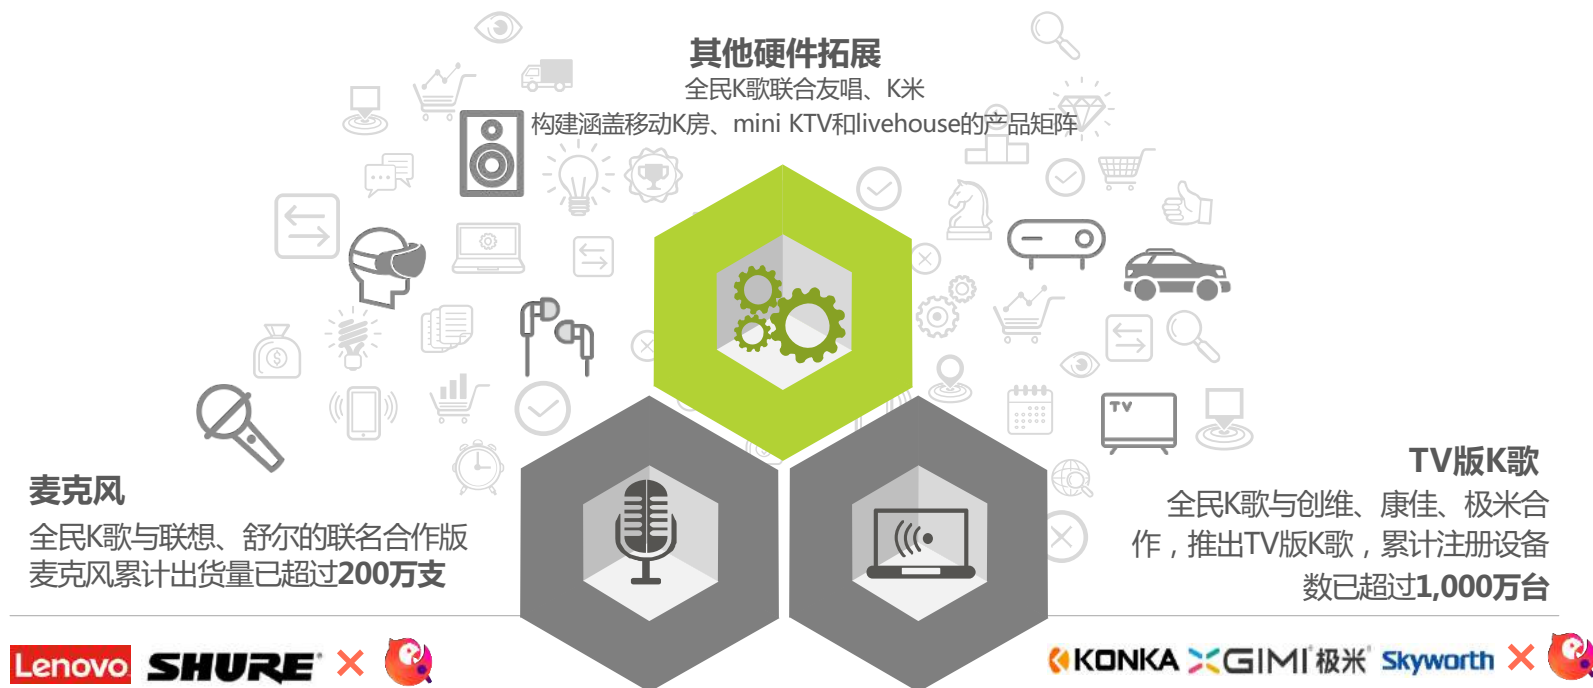 其他硬件拓展
全民K歌联合友唱、K米
构建涵盖移动K房、mini KTV和livehouse的产品矩阵
TV
麦克风
全民K歌与联想、舒尔的联名合作版
麦克风累计出货量已超过200万支
TV版K歌
全民K歌与创维、康佳、极米合
作，推出TV版K歌，累计注册设备
数已超过1,000万台
Lenovo SHURE
KONKA XGIMI 极米 Skyworth